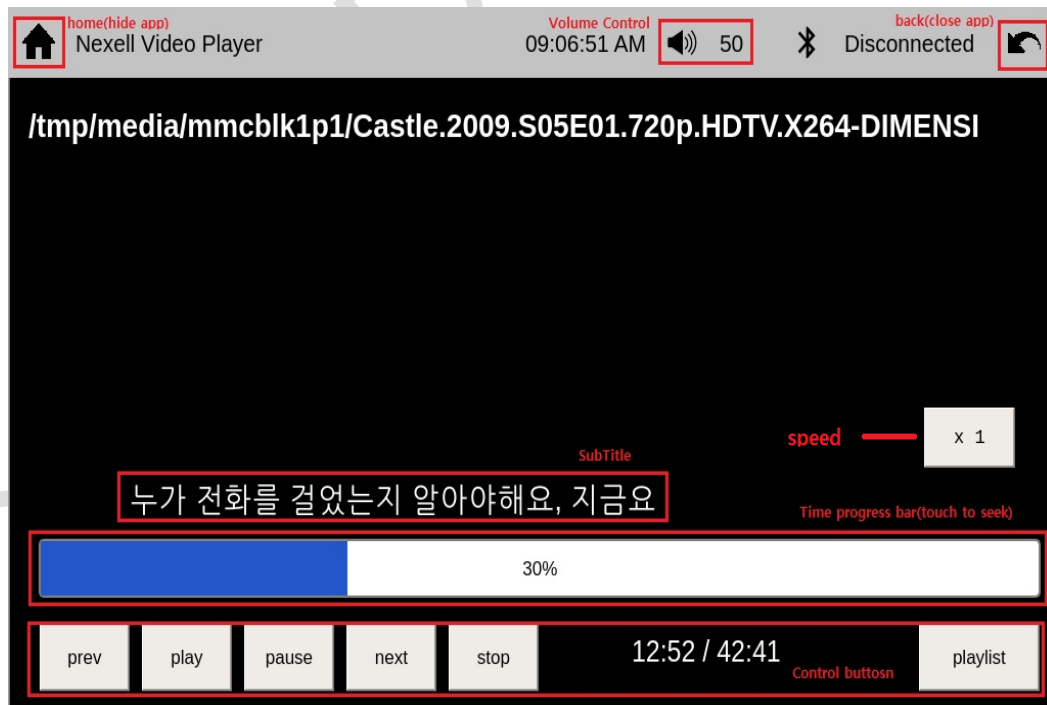 home(hide app)
Nexell Video Player
Volume Control
09:06:51 AM
50
Disconnected
back(close app)
/tmp/media/mmcblk1p1/Castle.2009.S05E01.720p.HDTV.X264-DIMENSI
speed
x 1
SubTitle
누가 전화를 걸었는지 알아야해요, 지금요
Time progress bar(touch to seek)
30%
prev play pause next stop 12:52 / 42:41 Control buttosn playlist